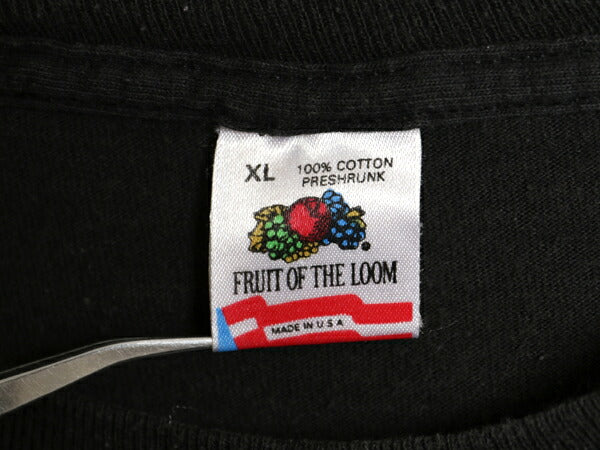 XL 100% COTTON
PRESHRUNK
®
FRUIT OF THE LOOM
MADE IN U S A